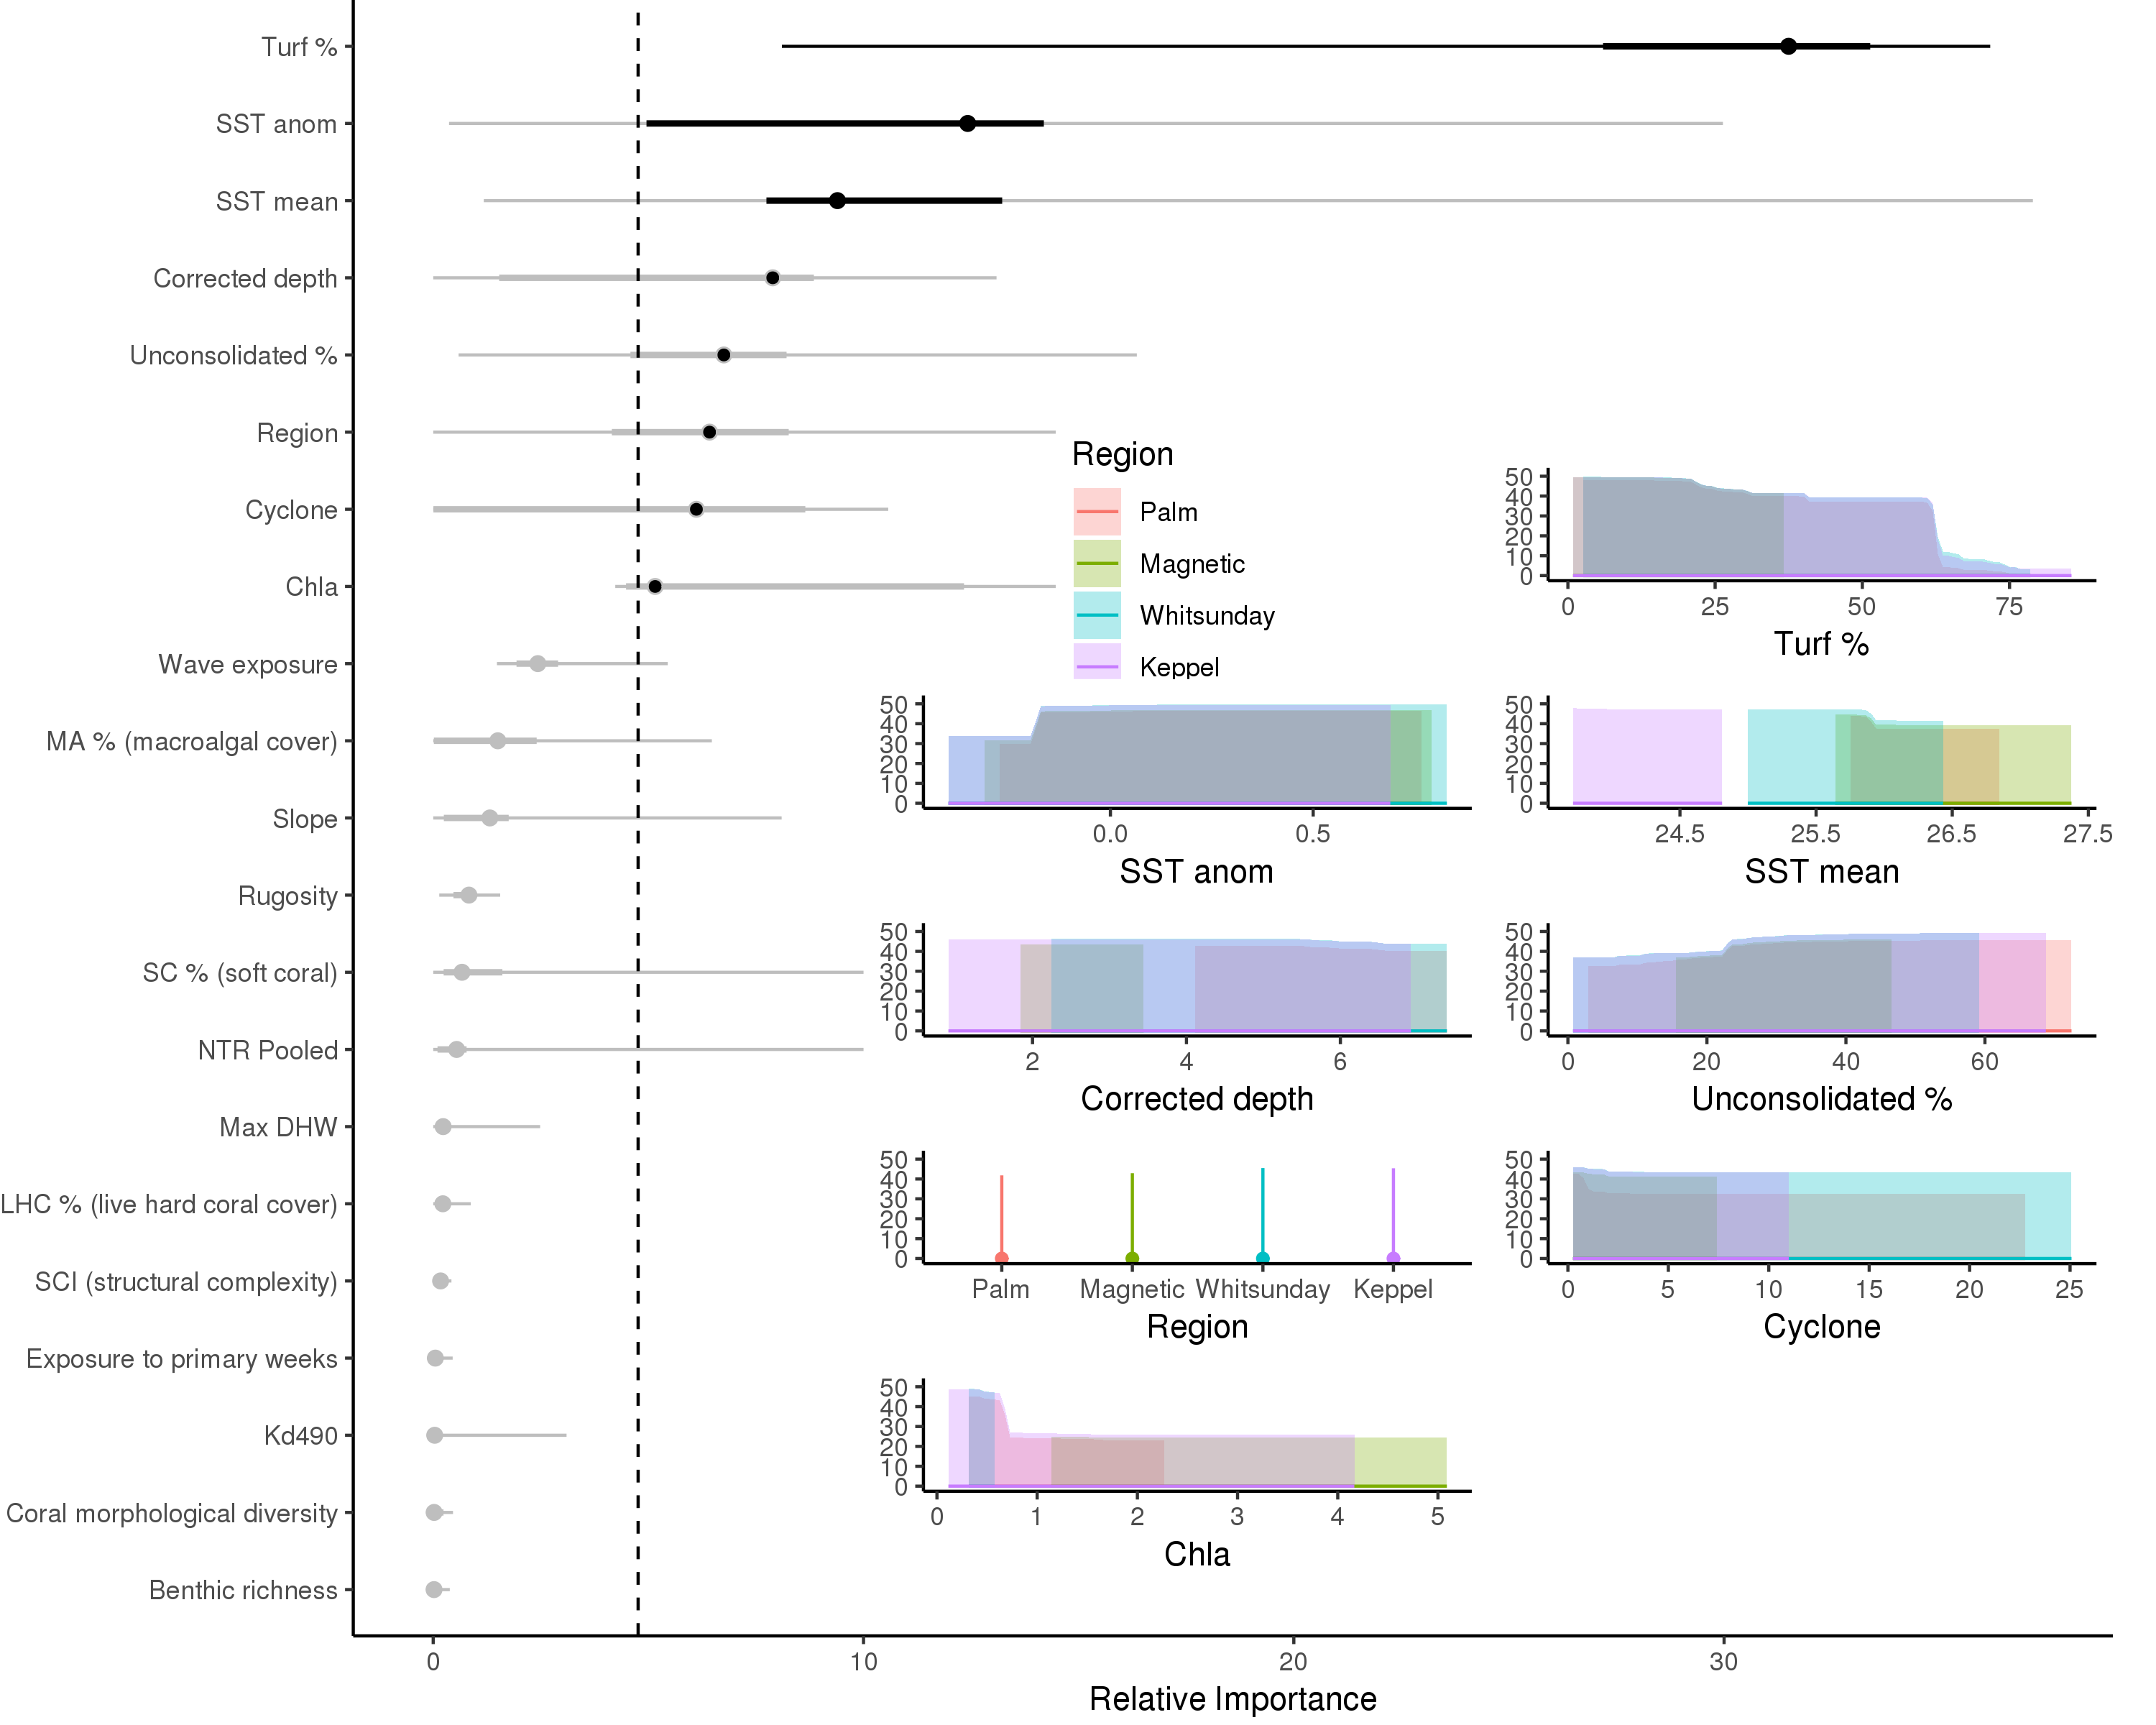 Turf %
SST anom
SST mean
Corrected depth
Unconsolidated %
Region
Cyclone
Chla
Wave exposure
MA % (macroalgal cover)
Slope
Rugosity
SC % (soft coral)
NTR Pooled
Max DHW
LHC % (live hard coral cover)
SCI (structural complexity)
Exposure to primary weeks
Kd490
Coral morphological diversity
Benthic richness
0 10 20 30
Relative Importance
Region
Palm
Magnetic
Whitsunday
Keppel
50
40
30
20
10
0
0 25 50 75
Turf %
50
40
30
20
10
0
0.0 0.5
SST anom
50
40
30
20
10
0
24.5 25.5 26.5 27.5
SST mean
50
40
30
20
10
0
2 4 6
Corrected depth
50
40
30
20
10
0
0 20 40 60
Unconsolidated %
50
40
30
20
10
0
Palm Magnetic Whitsunday Keppel
Region
50
40
30
20
10
0
0 5 10 15 20 25
Cyclone
50
40
30
20
10
0
0 1 2 3 4 5
Chla